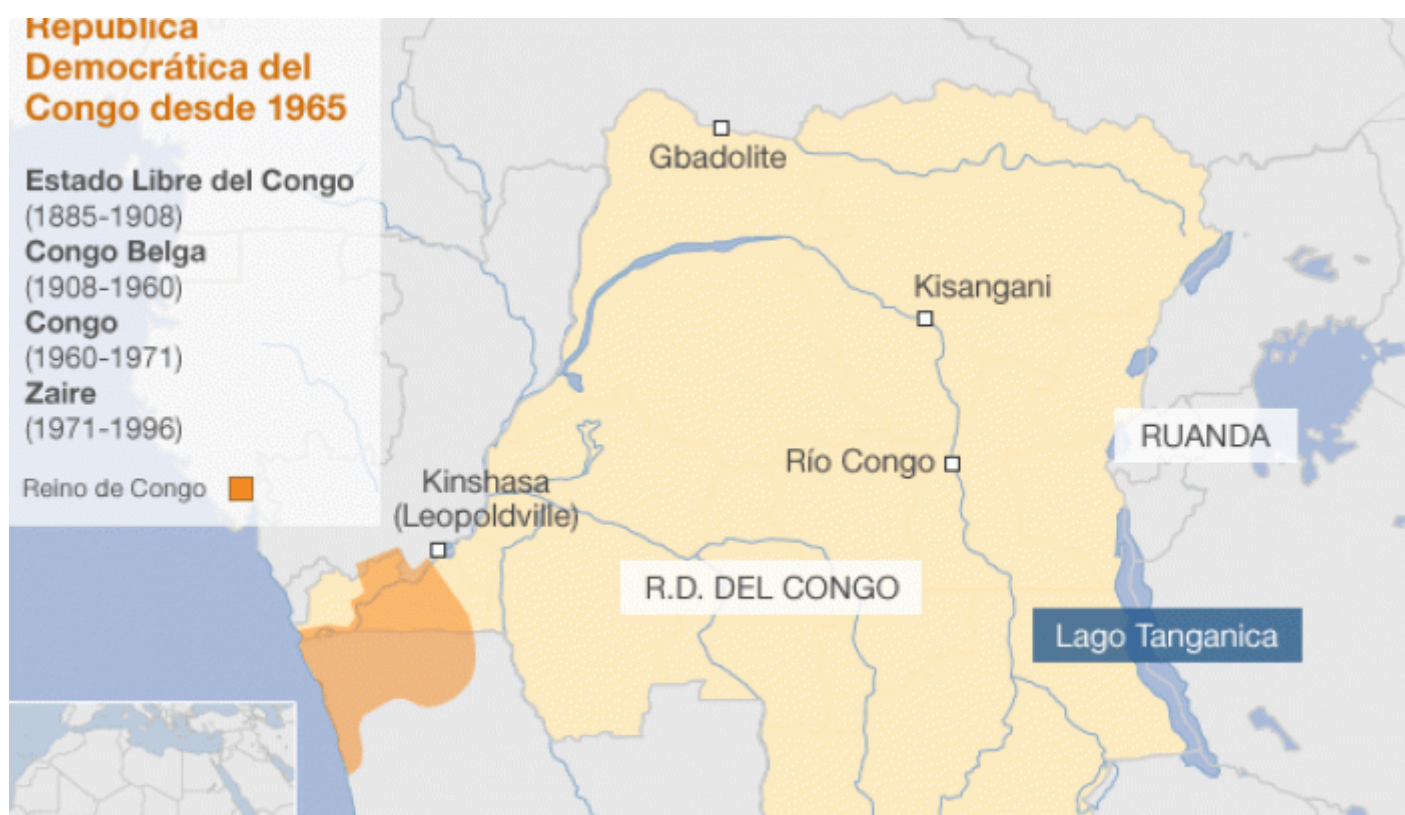 República
Democrática del
Congo desde 1965
Estado Libre del Congo
(1885-1908)
Congo Belga
(1908-1960)
Congo
(1960-1971)
Zaire
(1971-1996)
Reino de Congo
Gbadolite
Kisangani
RUANDA
Río Congo
Kinshasa
(Leopoldville)
R.D. DEL CONGO
Lago Tanganica